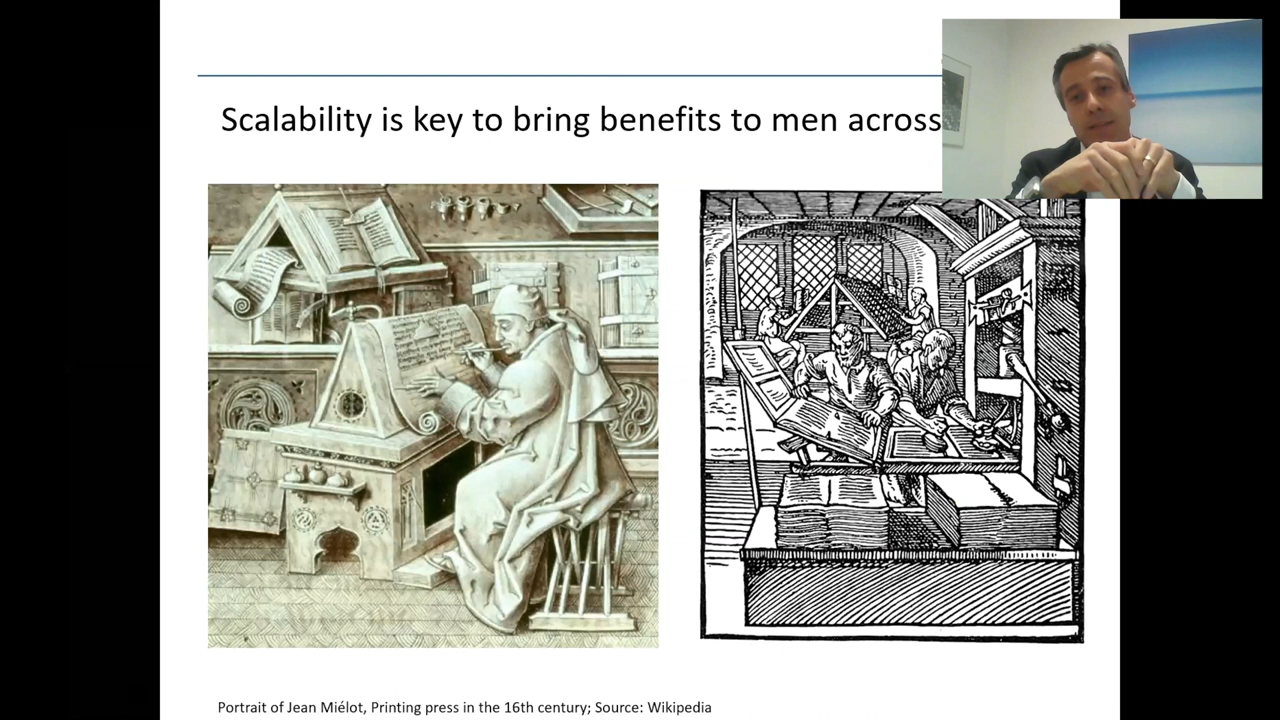 Scalability is key to bring benefits to men across
Portrait of Jean Miélot, Printing press in the 16th century; Source: Wikipedia